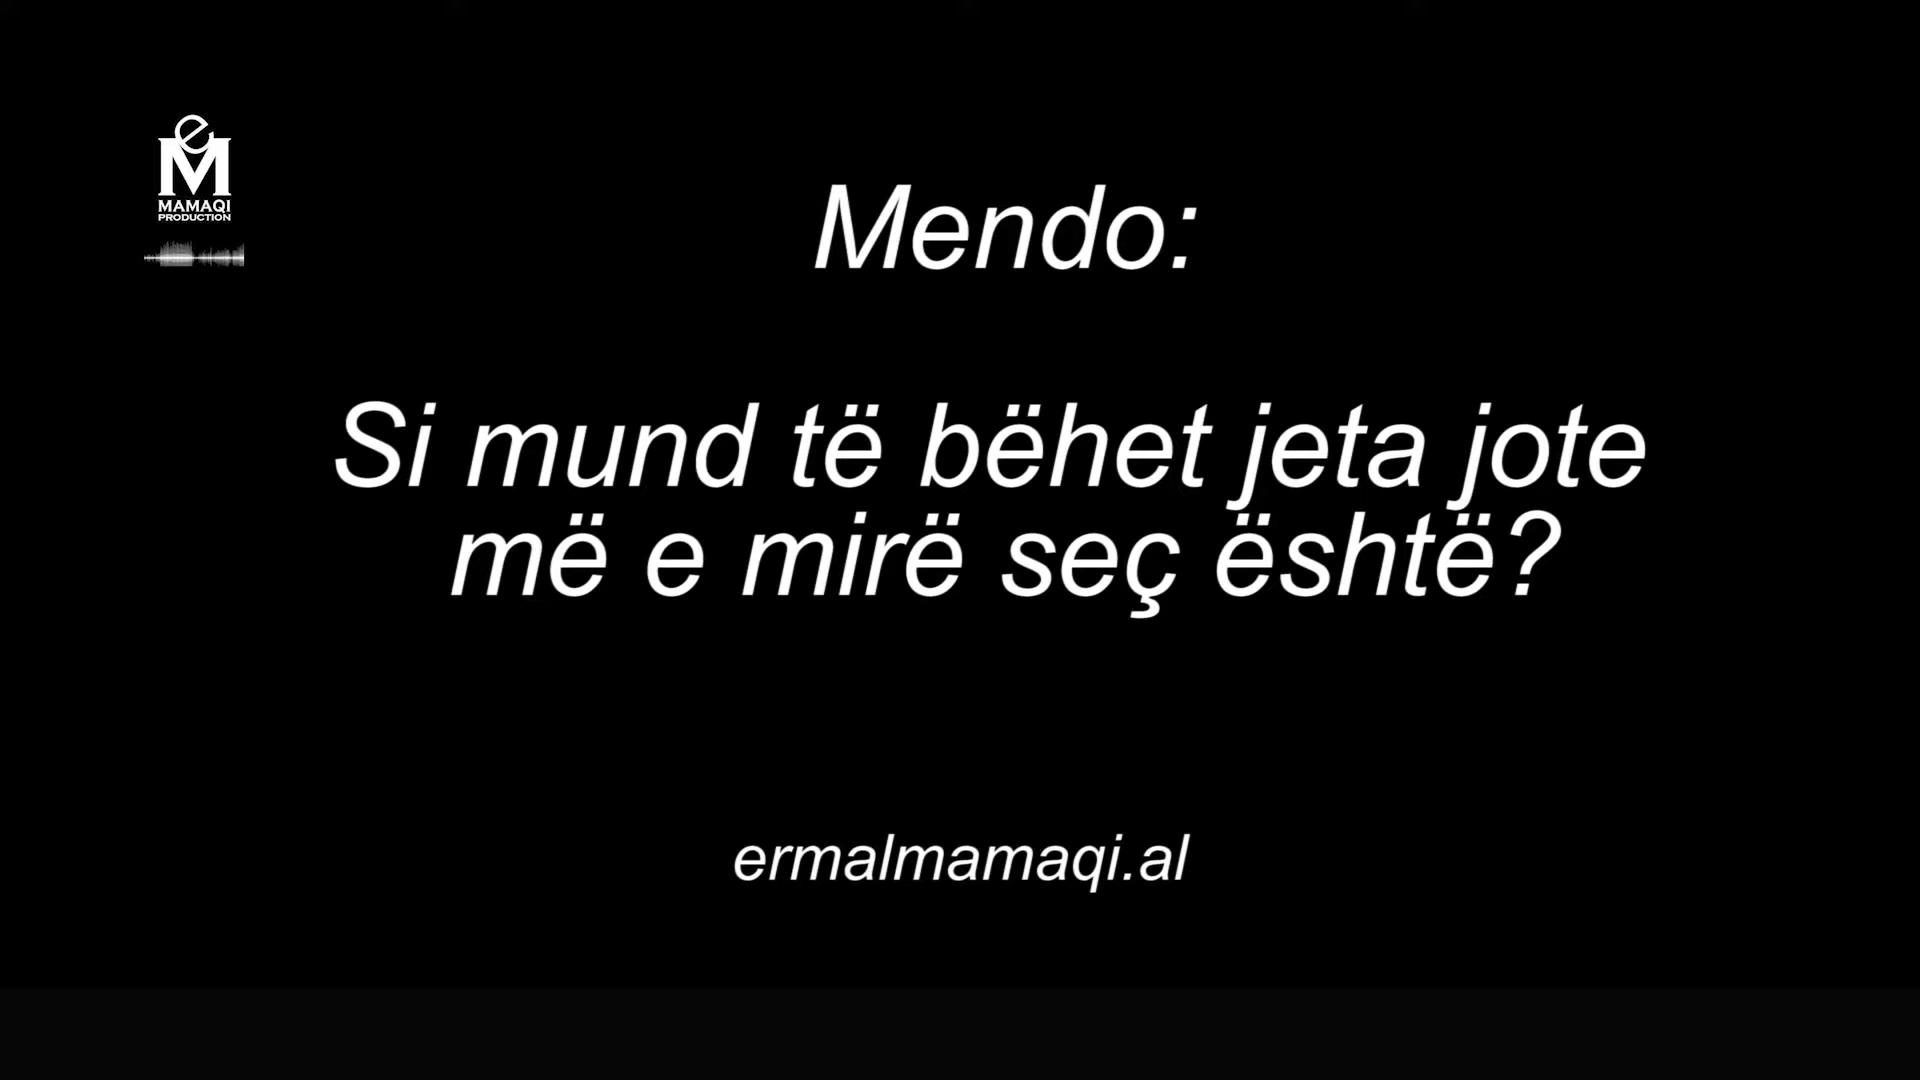 e
M
MAMAQI
PRODUCTION
Mendo:
Si mund të bëhet jeta jote
më e mirë seç është?
ermalmamaqi.al